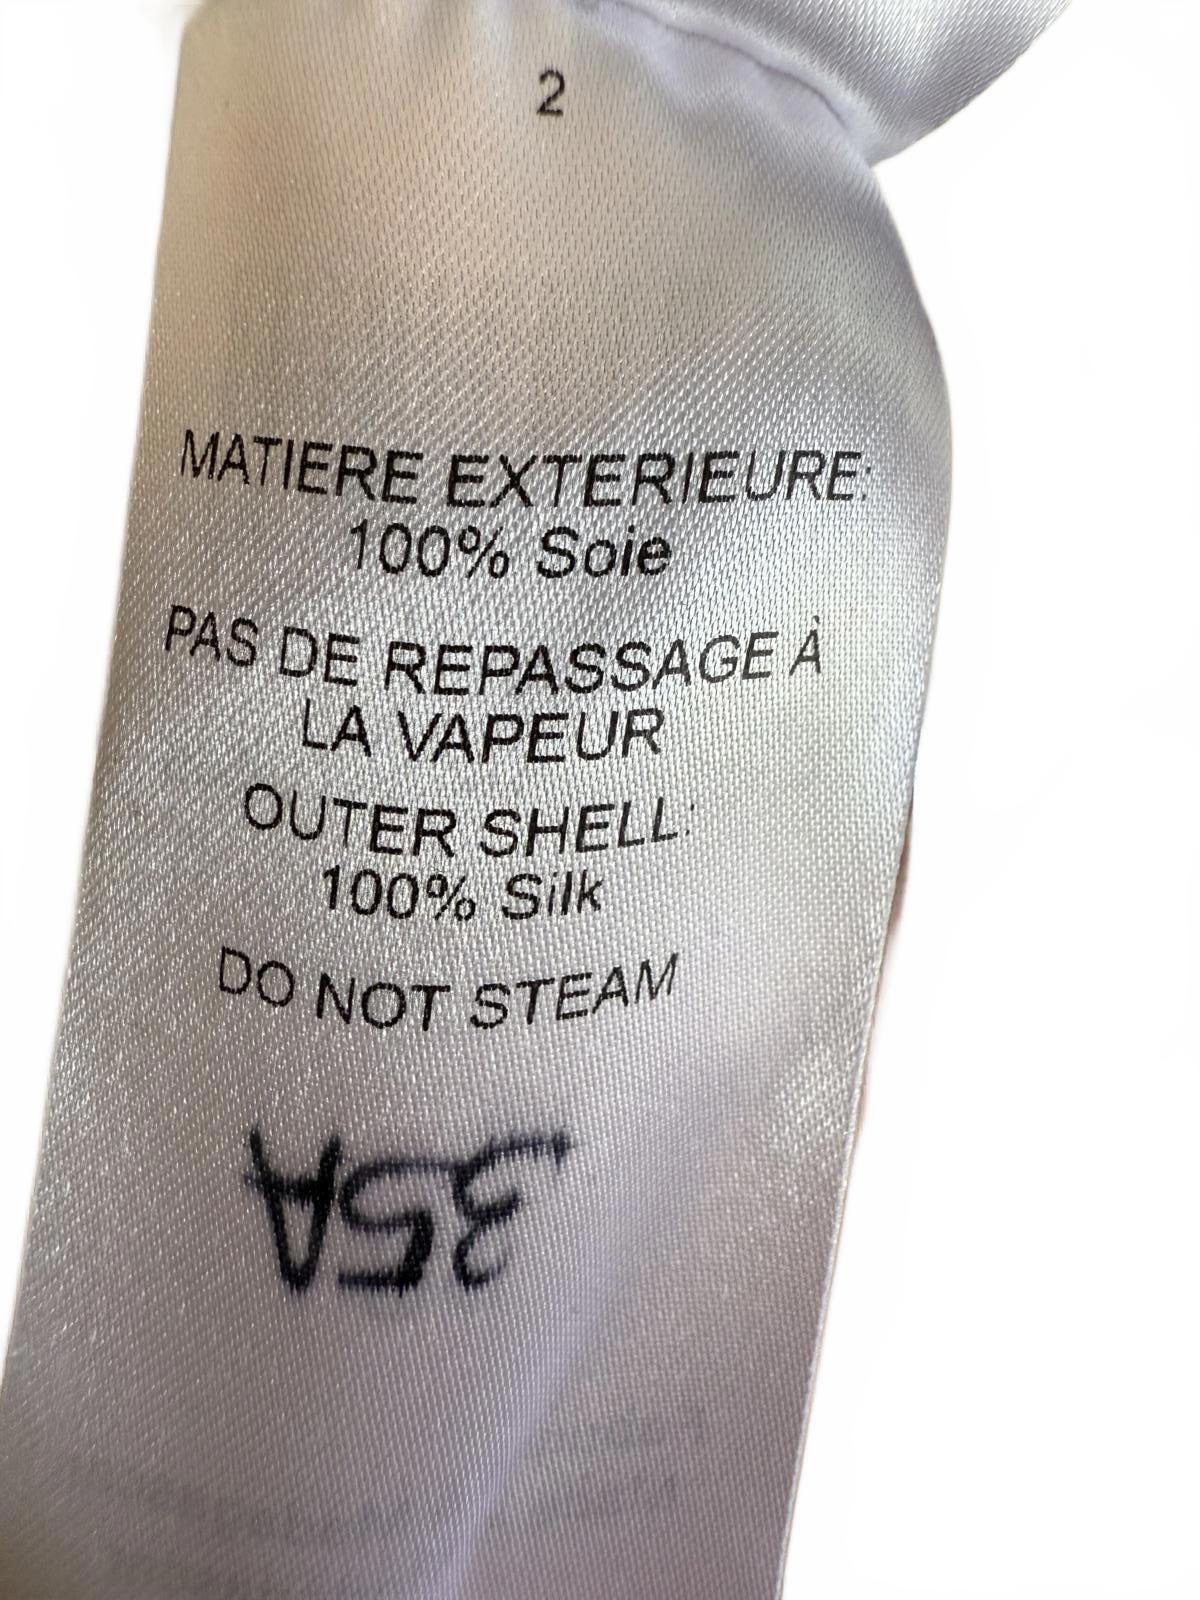 2
MATIERE EXTERIEURE:
100% Soie
PAS DE REPASSAGE À
LA VAPEUR
OUTER SHELL:
100% Silk
DO NOT STEAM
35A